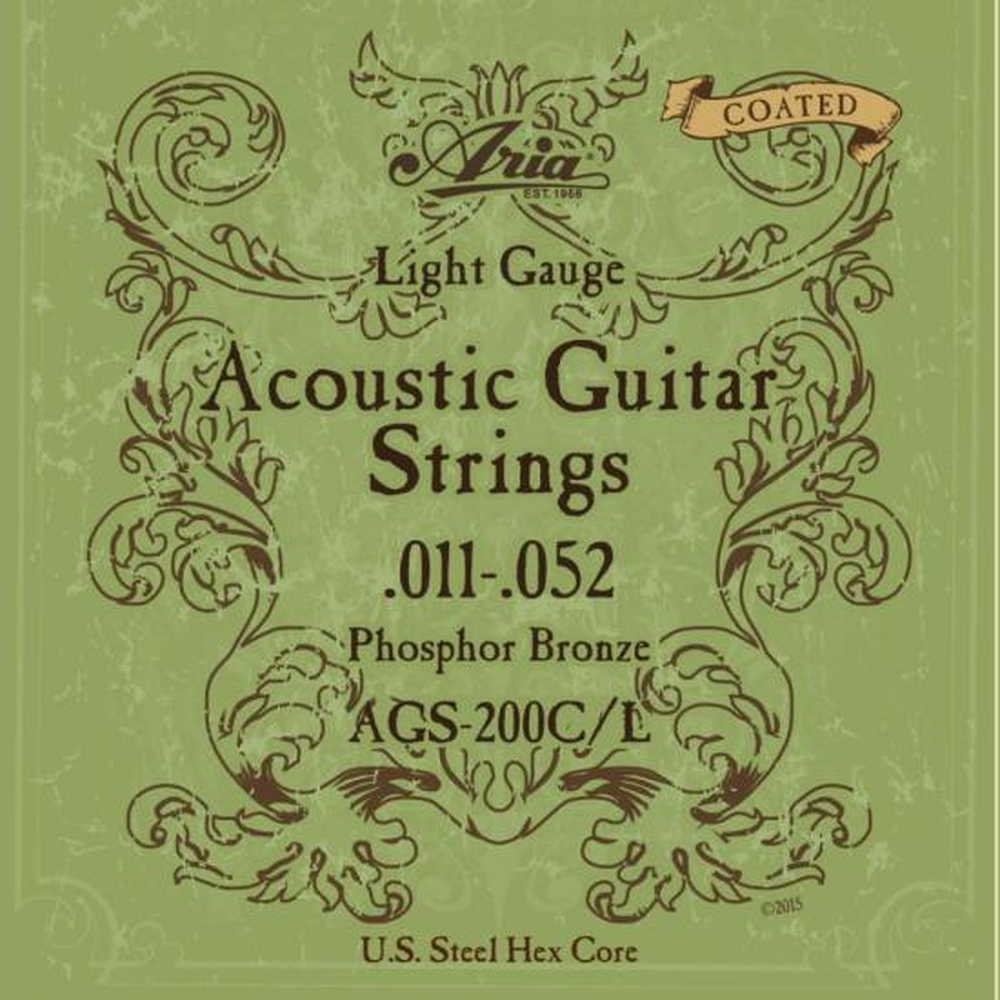 COATED
Aria
EST. 1956
Light Gauge
Acoustic Guitar
Strings
.011-.052
Phosphor Bronze
AGS-200C/L
©2015
U.S. Steel Hex Core